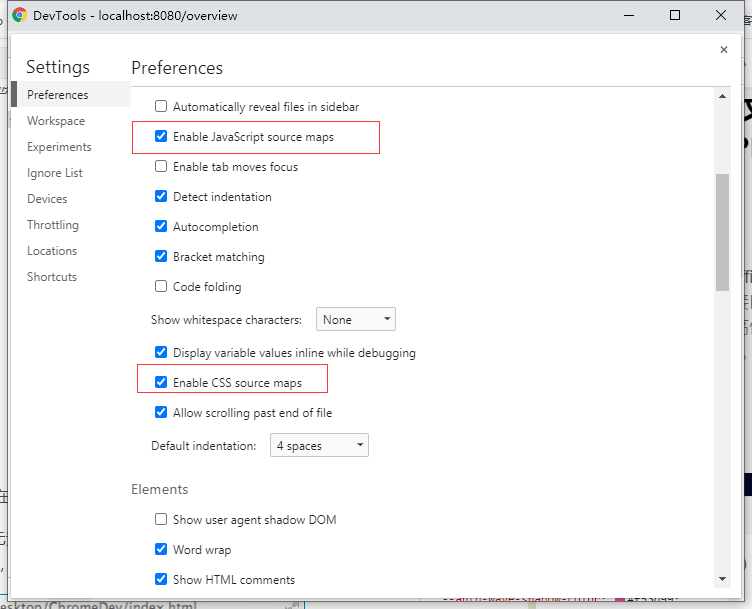 DevTools - localhost:8080/overview
Settings
Preferences
Preferences
Workspace
Experiments
Ignore List
Devices
Throttling
Locations
Shortcuts
Automatically reveal files in sidebar
Enable JavaScript source maps
Enable tab moves focus
Detect indentation
Autocompletion
Bracket matching
Code folding
Show whitespace characters: None
Display variable values inline while debugging
Enable CSS source maps
Allow scrolling past end of file
Default indentation: 4 spaces
Elements
Show user agent shadow DOM
Word wrap
Show HTML comments
esktop/ChromeDev/index.html